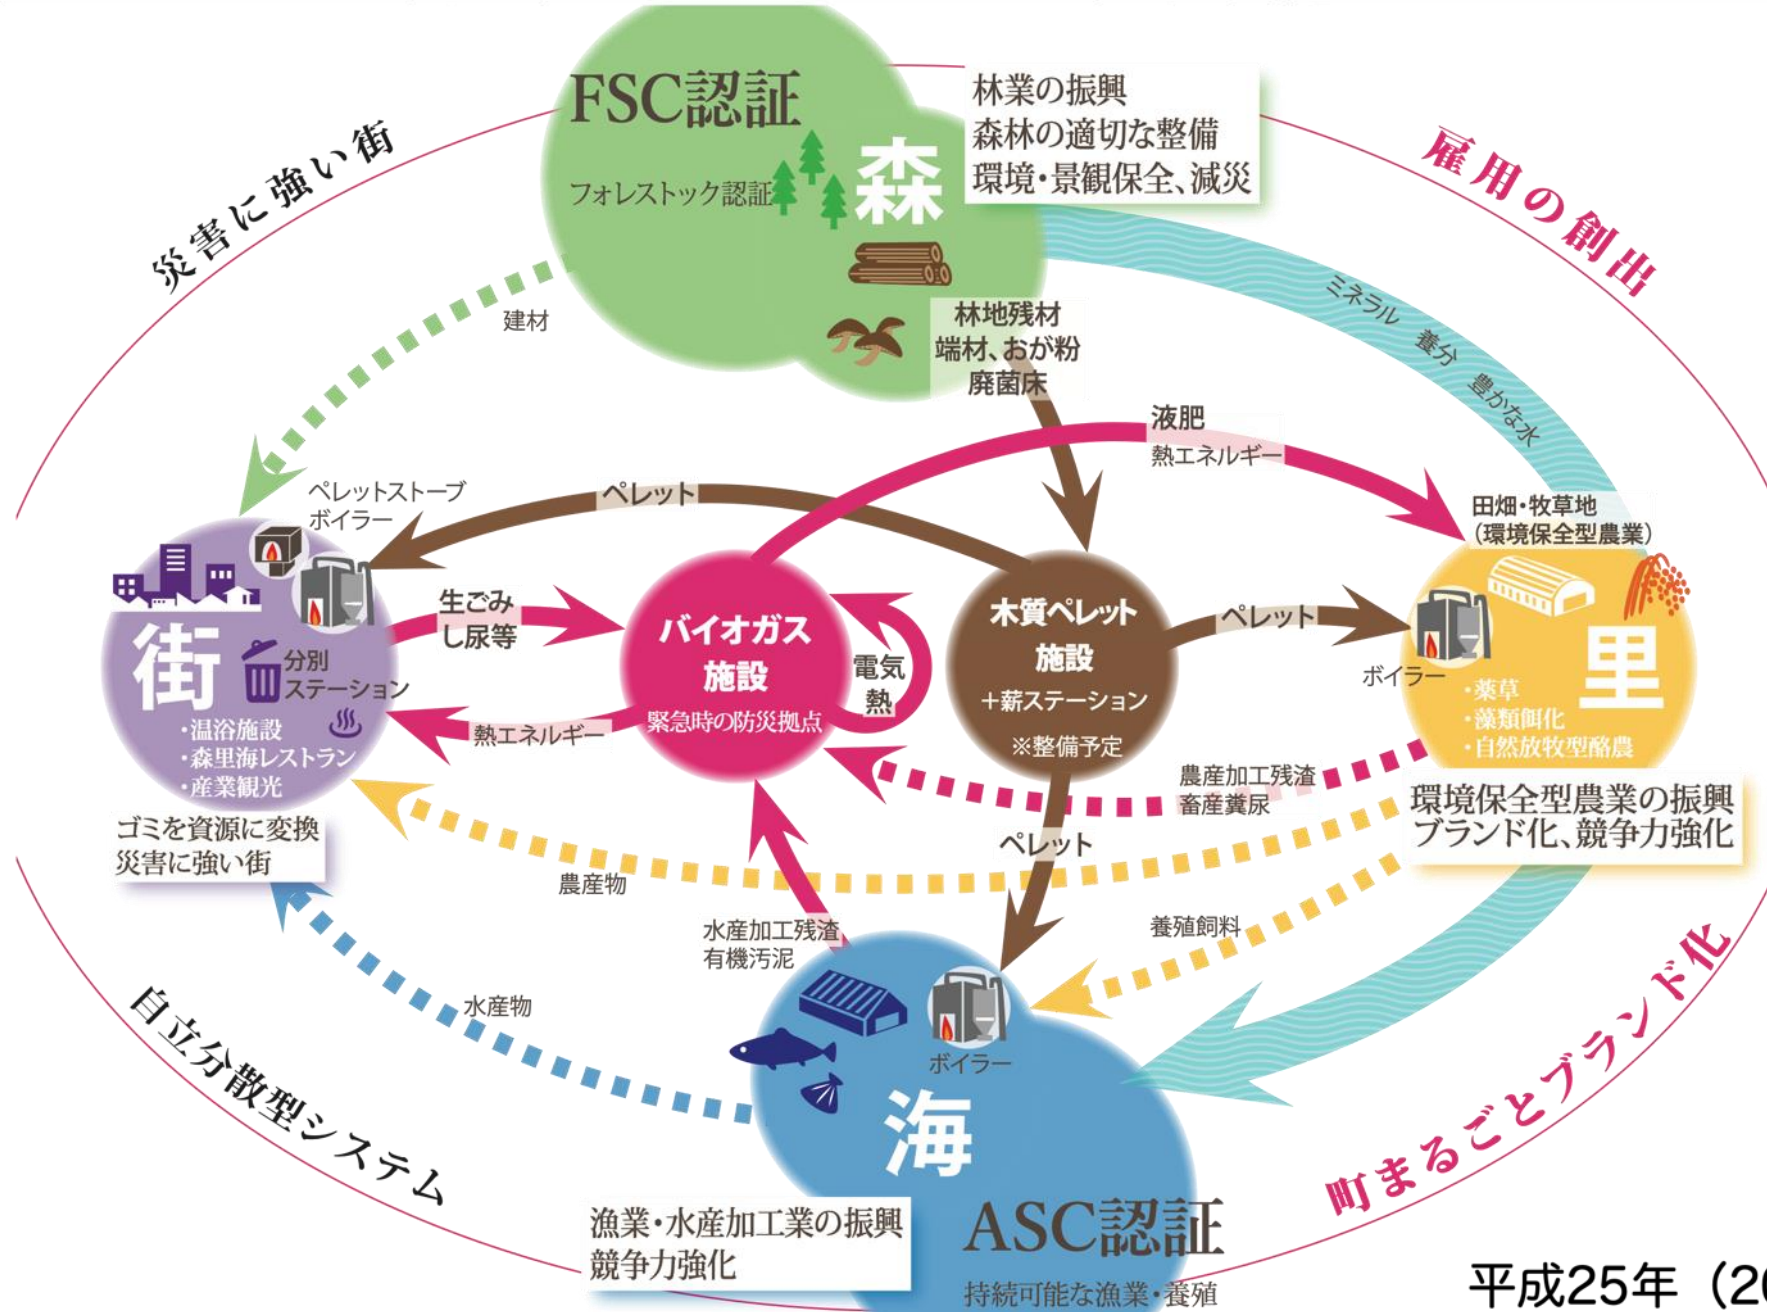 FSC認証
フォレストック認証
森
林業の振興
森林の適切な整備
環境・景観保全、減災
災害に強い街
雇用の創出
建材
林地残材
端材、おが粉
廃菌床
ミネラル 養分 豊かな水
液肥
熱エネルギー
ペレットストーブ
ボイラー
ペレット
田畑・牧草地
（環境保全型農業）
街
分別
ステーション
・温浴施設
・森里海レストラン
・産業観光
ゴミを資源に変換
災害に強い街
生ごみ
し尿等
熱エネルギー
バイオガス
施設
緊急時の防災拠点
電気
熱
木質ペレット
施設
＋薪ステーション
※整備予定
ペレット
ボイラー
里
・薬草
・藻類餌化
・自然放牧型酪農
環境保全型農業の振興
ブランド化、競争力強化
農産加工残渣
畜産糞尿
ペレット
農産物
養殖飼料
水産加工残渣
有機汚泥
水産物
ボイラー
海
ASC認証
持続可能な漁業・養殖
漁業・水産加工業の振興
競争力強化
自立分散型システム
町まるごとブランド化
平成25年（20